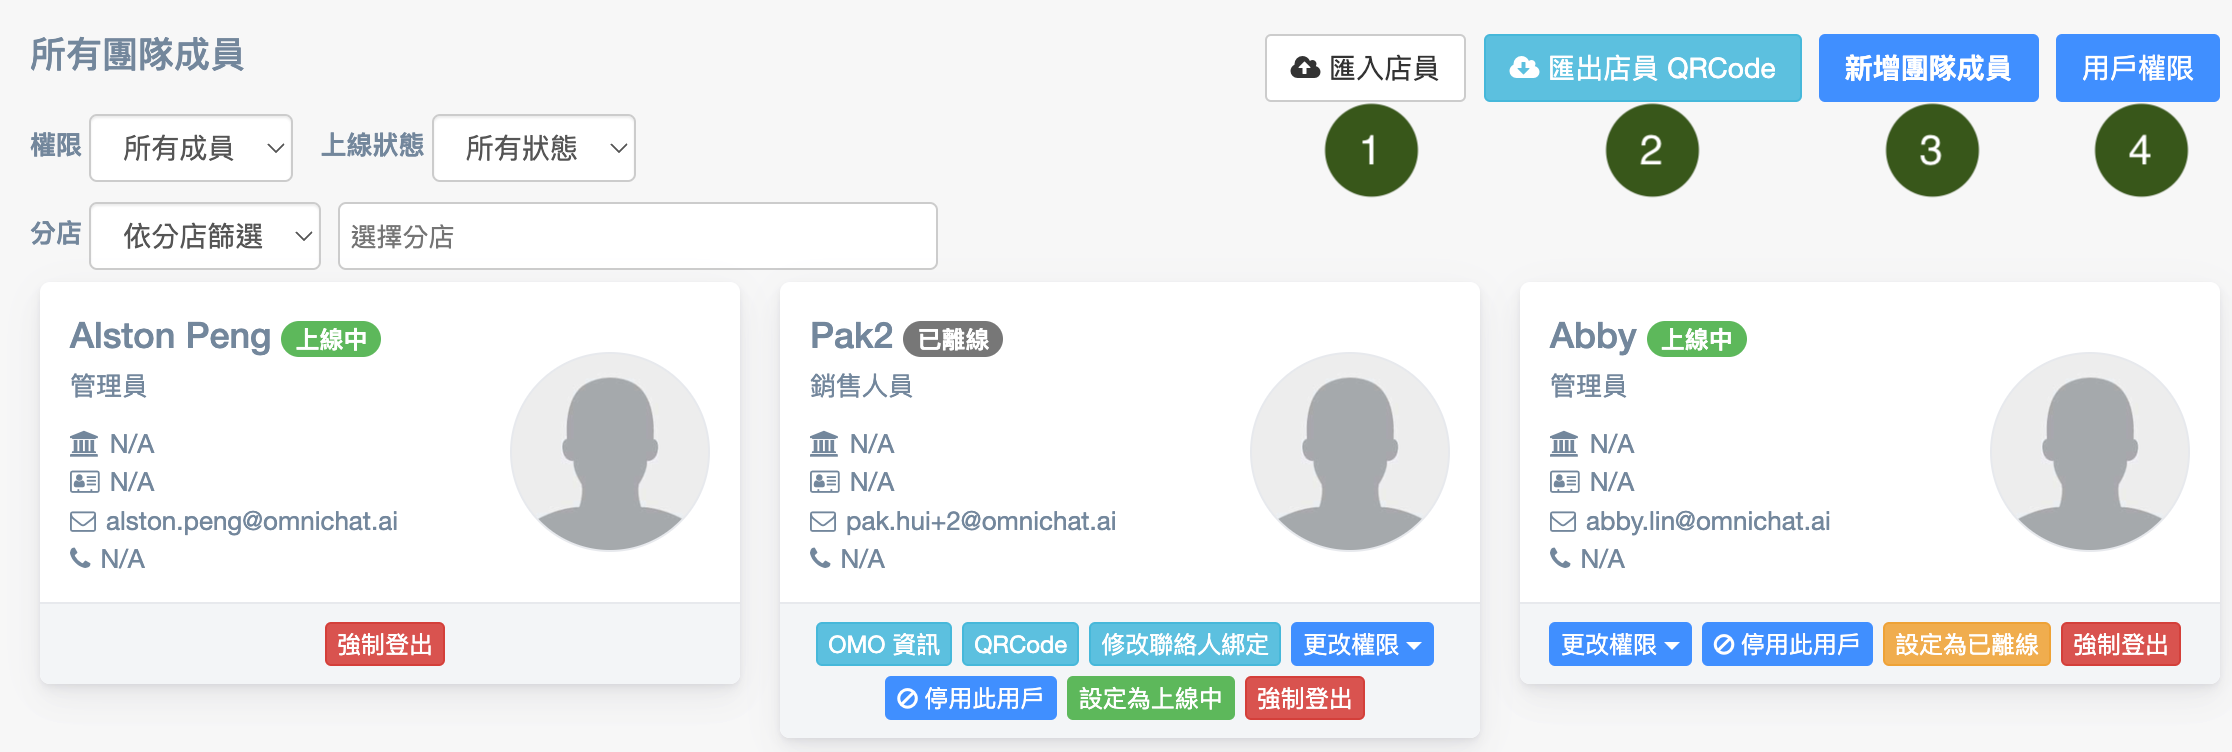 所有團隊成員
匯入店員
匯出店員 QRCode
新增團隊成員
用戶權限
1
2
3
4
權限
所有成員
上線狀態
所有狀態
分店
依分店篩選
選擇分店
Alston Peng 上線中
管理員
N/A
N/A
alston.peng@omnichat.ai
N/A
強制登出
Pak2 已離線
銷售人員
N/A
N/A
pak.hui+2@omnichat.ai
N/A
OMO 資訊
QRCode
修改聯絡人綁定
更改權限
停用此用戶
設定為上線中
強制登出
Abby 上線中
管理員
N/A
N/A
abby.lin@omnichat.ai
N/A
更改權限
停用此用戶
設定為已離線
強制登出